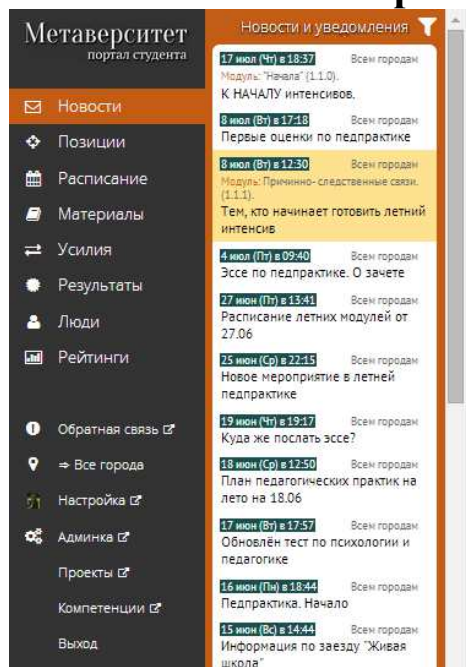 Метаверситет
портал студента
Новости
Позиции
Расписание
Материалы
Усилия
Результаты
Люди
Рейтинги
Обратная связь
⇒ Все города
Настройка
Админка
Проекты
Компетенции
Выход
Новости и уведомления
17 июл (Чт) в 18:37 Всем городам
Модуль: "Начала" (1.1.0).
К НАЧАЛУ интенсивов.
8 июл (Вт) в 17:18 Всем городам
Первые оценки по педпрактике
8 июл (Вт) в 12:30 Всем городам
Модуль: Причинно- следственные связи.
(1.1.1).
Тем, кто начинает готовить летний
интенсив
4 июл (Пт) в 09:40 Всем городам
Эссе по педпрактике. О зачете
27 июн (Пт) в 13:41 Всем городам
Расписание летних модулей от
27.06
25 июн (Ср) в 22:15 Всем городам
Новое мероприятие в летней
педпрактике
19 июн (Чт) в 19:17 Всем городам
Куда же послать эссе?
18 июн (Ср) в 12:50 Всем городам
План педагогических практик на
лето на 18.06
17 июн (Вт) в 17:57 Всем городам
Обновлён тест по психологии и
педагогике
16 июн (Пн) в 18:44 Всем городам
Педпрактика. Начало
15 июн (Вс) в 14:44 Всем городам
Информация по заезду "Живая
школа"